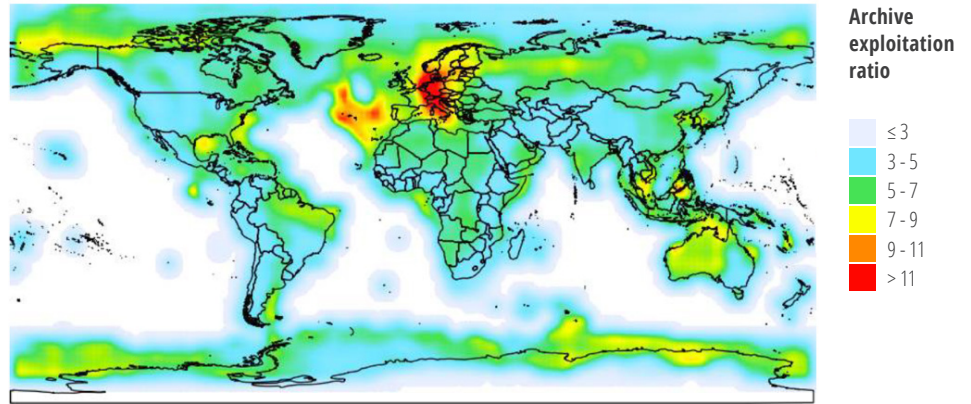 Archive
exploitation
ratio
≤ 3
3 - 5
5 - 7
7 - 9
9 - 11
> 11